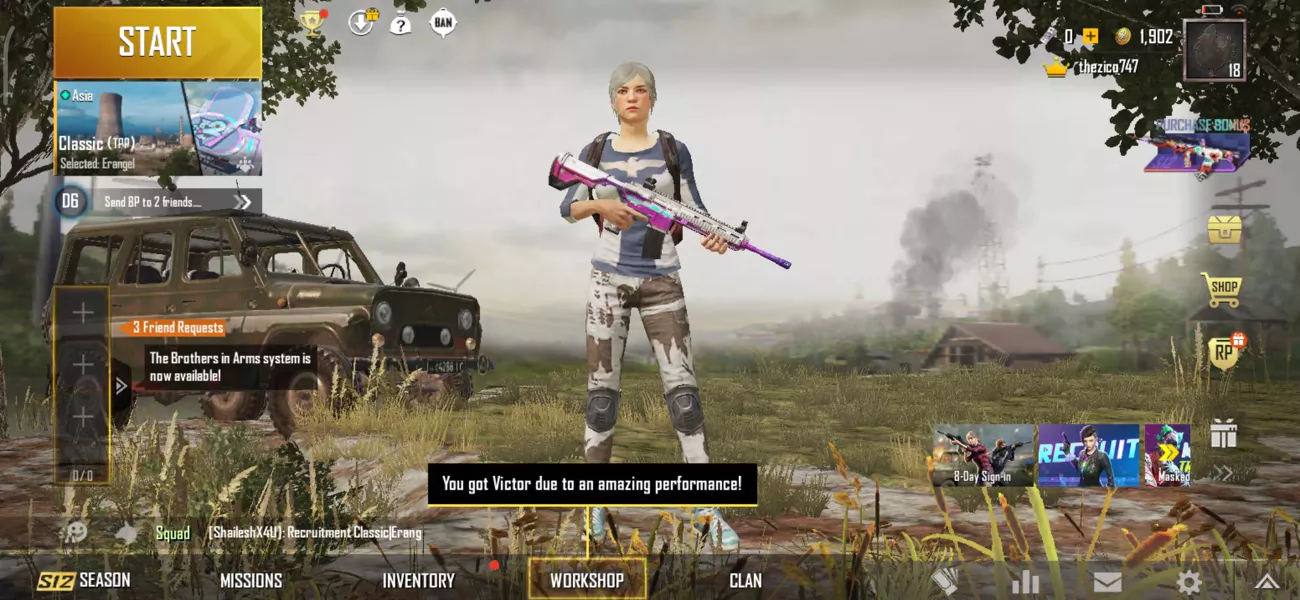 START
?
BAN
0
1,902
thezico747
18
Asia
Classic (TPP)
Selected: Erangel
PURCHASE BONUS
D6
Send BP to 2 friends....
SHOP
3 Friend Requests
The Brothers in Arms system is
now available!
RP
0/0
RECRUIT
8-Day Sign-in
Masked
You got Victor due to an amazing performance!
Squad
[ShaileshX4U]: Recruitment Classic|Erang
S12 SEASON
MISSIONS
INVENTORY
WORKSHOP
CLAN